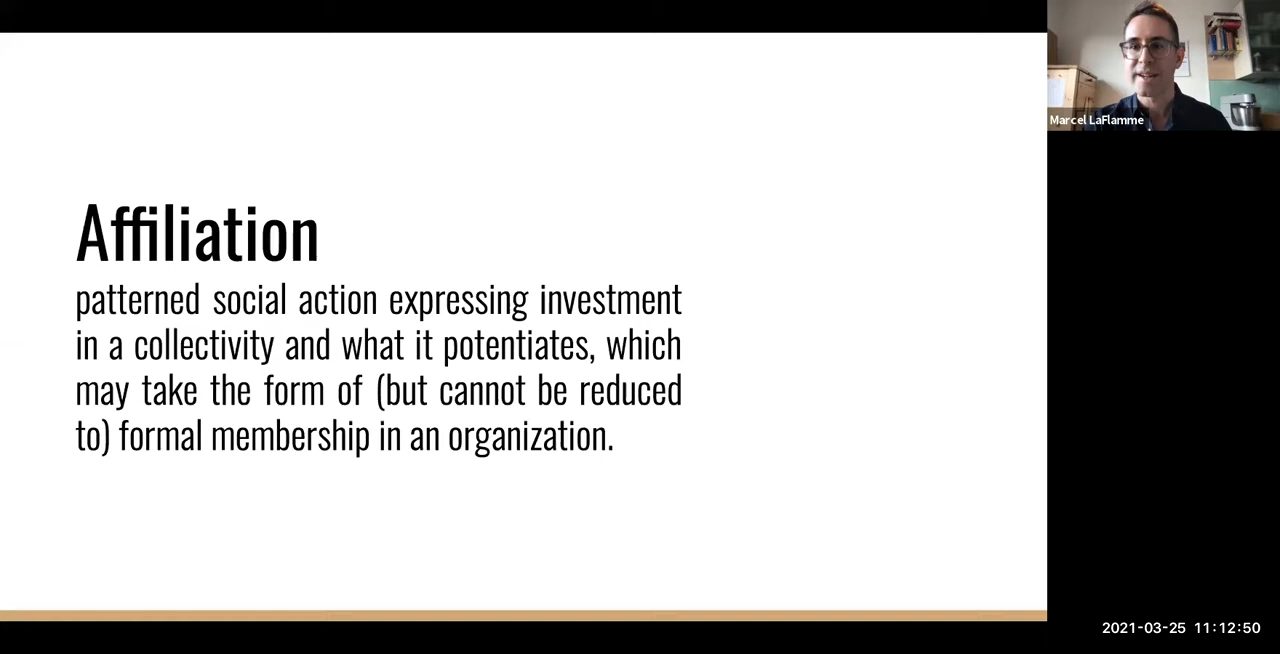 Marcel LaFlamme
Affiliation
patterned social action expressing investment
in a collectivity and what it potentiates, which
may take the form of (but cannot be reduced
to) formal membership in an organization.
2021-03-25 11:12:50